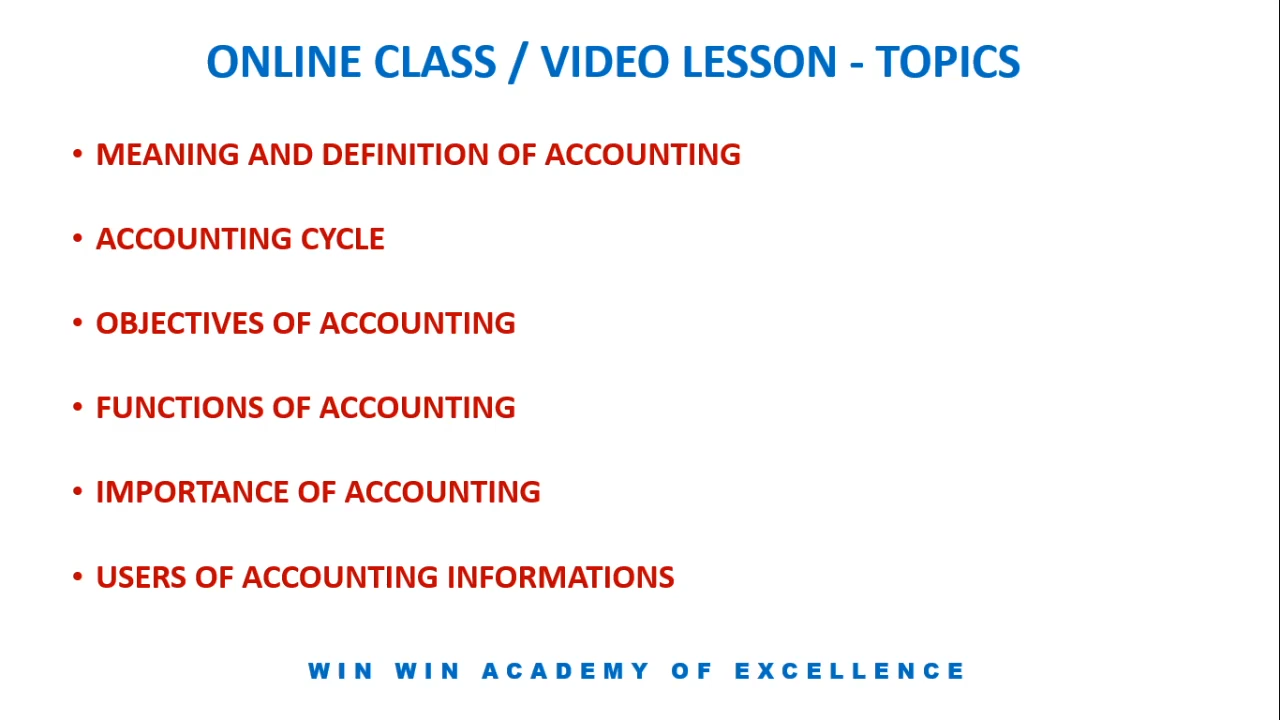 ONLINE CLASS / VIDEO LESSON - TOPICS
• MEANING AND DEFINITION OF ACCOUNTING
• ACCOUNTING CYCLE
• OBJECTIVES OF ACCOUNTING
• FUNCTIONS OF ACCOUNTING
• IMPORTANCE OF ACCOUNTING
• USERS OF ACCOUNTING INFORMATIONS
WIN WIN ACADEMY OF EXCELLENCE